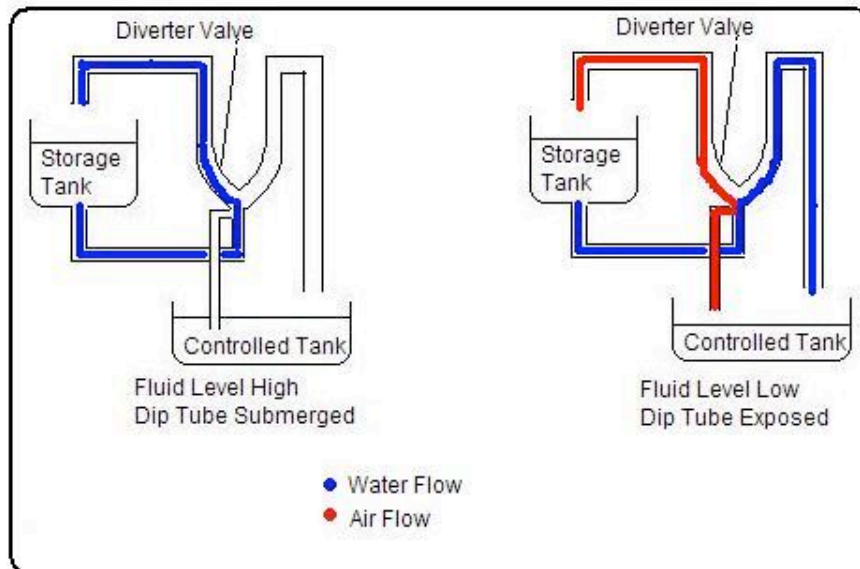 Diverter Valve
Storage
Tank
Controlled Tank
Fluid Level High
Dip Tube Submerged
Diverter Valve
Storage
Tank
Controlled Tank
Fluid Level Low
Dip Tube Exposed
Water Flow
Air Flow